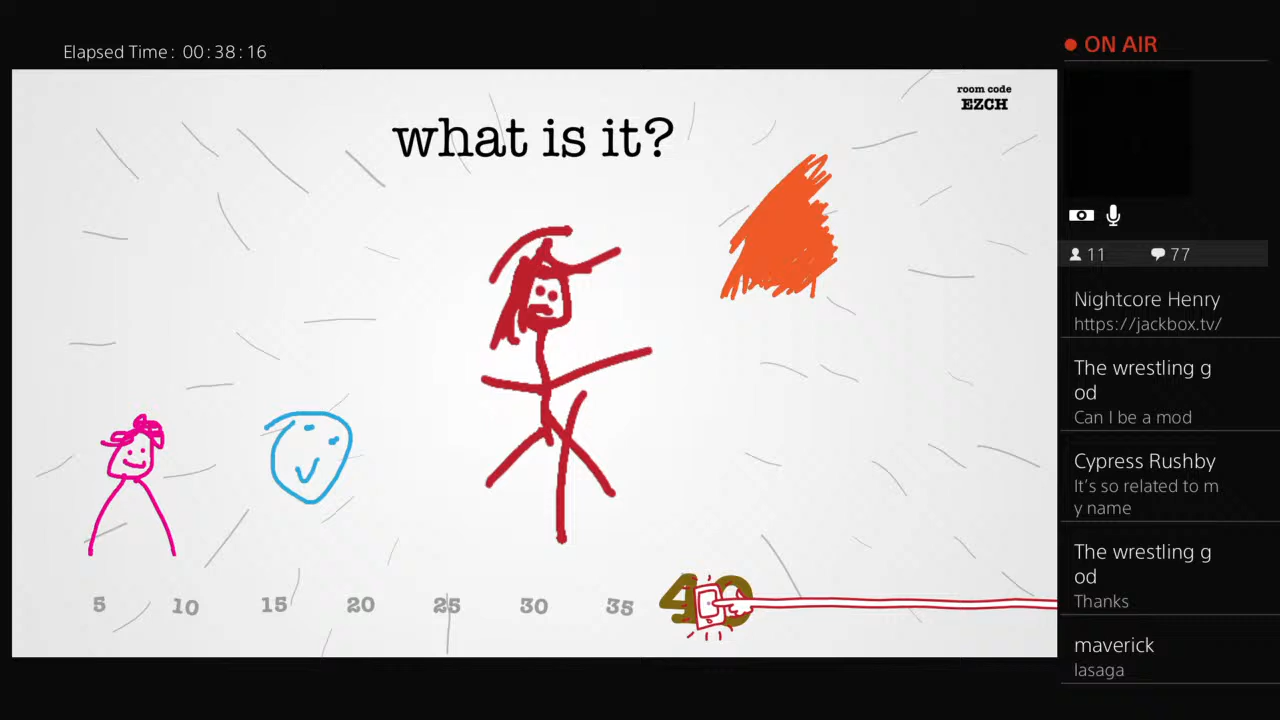 Elapsed Time: 00:38:16
ON AIR
room code
EZCH
what is it?
11 77
Nightcore Henry
https://jackbox.tv/
The wrestling g
od
Can I be a mod
Cypress Rushby
It's so related to m
y name
The wrestling g
od
Thanks
maverick
lasaga
5 10 15 20 25 30 35 40